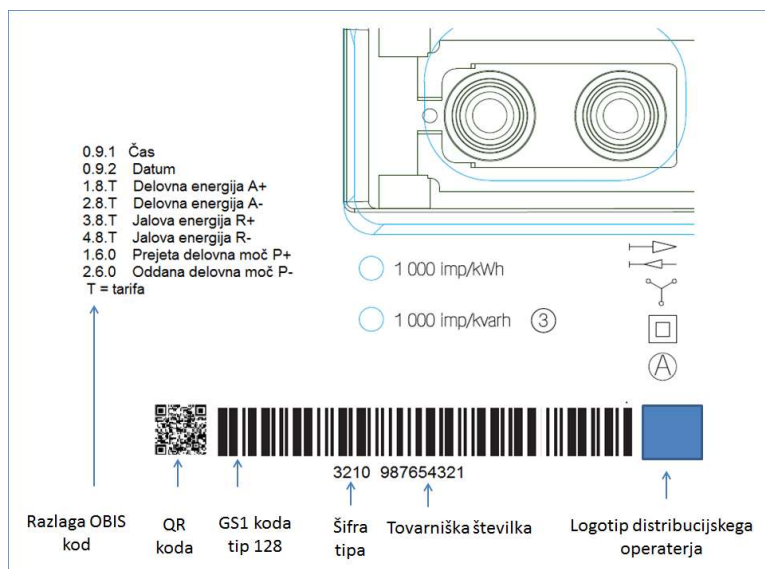 0.9.1 Čas
0.9.2 Datum
1.8.T Delovna energija A+
2.8.T Delovna energija A-
3.8.T Jalova energija R+
4.8.T Jalova energija R-
1.6.0 Prejeta delovna moč P+
2.6.0 Oddana delovna moč P-
T = tarifa
1 000 imp/kWh
1 000 imp/kvarh 3
A
3210 987654321
Razlaga OBIS kod
QR koda
GS1 koda tip 128
Šifra tipa
Tovarniška številka
Logotip distribucijskega operaterja